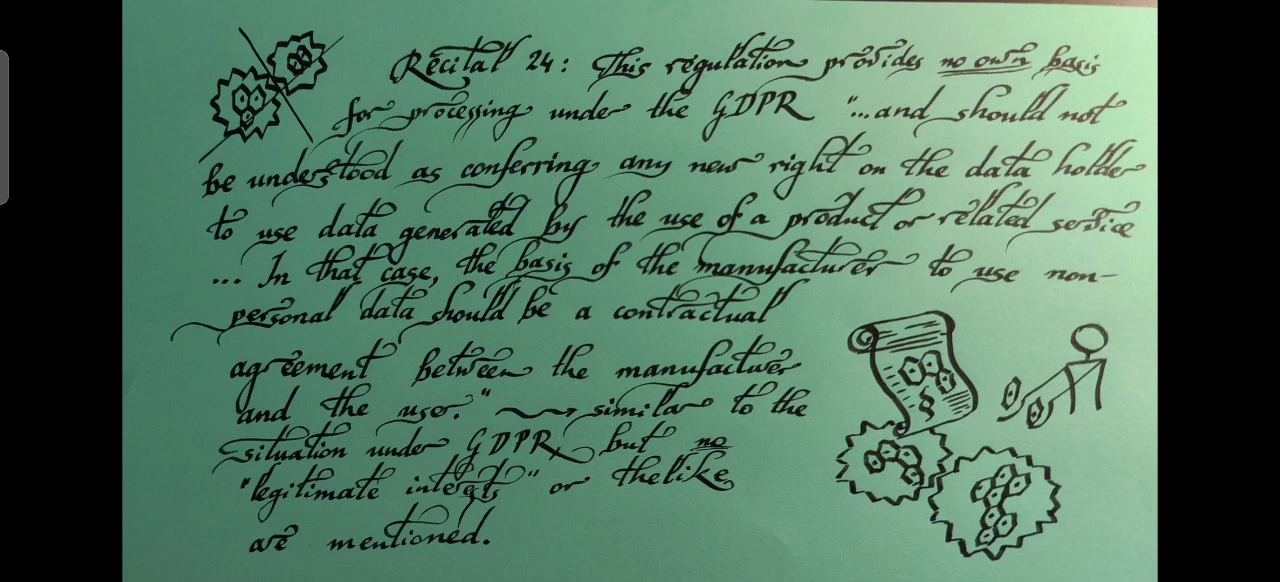 Recital 24: This regulation provides no own basis
for processing under the GDPR "...and should not
be understood as conferring any new right on the data holder
to use data generated by the use of a product or related service
... In that case, the basis of the manufacturer to use non-
personal data should be a contractual
agreement between the manufacturer
and the user." similar to the
situation under GDPR, but no
"legitimate interests" or thelike
are mentioned.
§